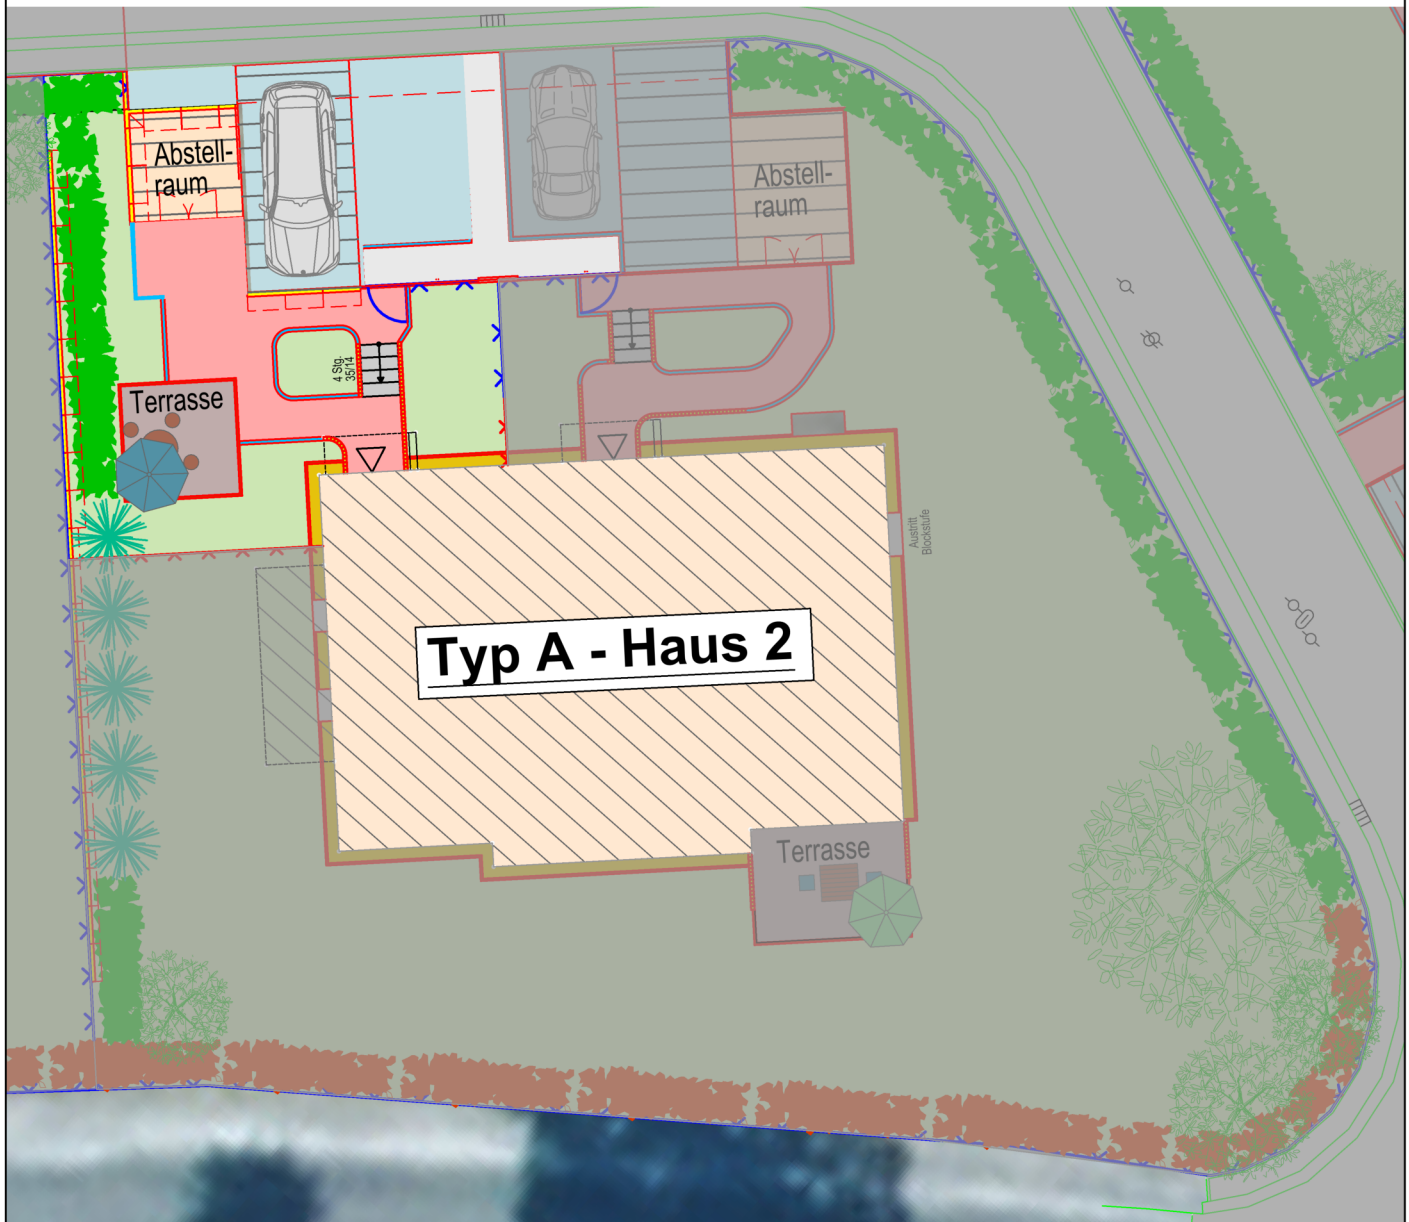 Abstell-
raum
Abstell-
raum
4 Stg.
35/14
Terrasse
Austritt
Blockstufe
Typ A - Haus 2
Terrasse